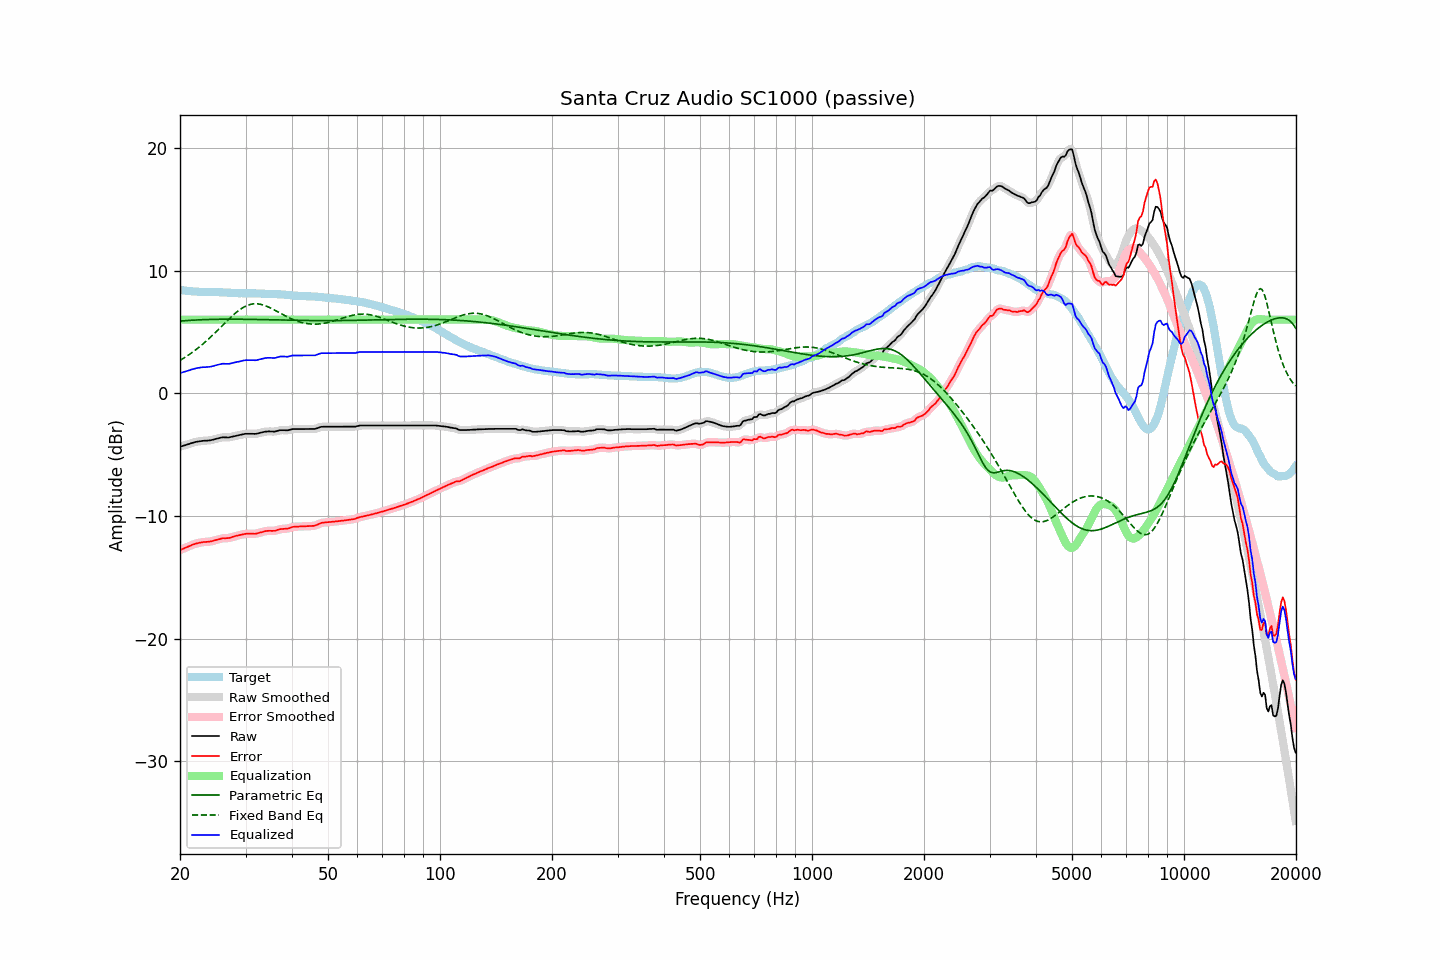 Santa Cruz Audio SC1000 (passive)
Amplitude (dBr)
20
10
0
−10
−20
−30
Target
Raw Smoothed
Error Smoothed
Raw
Error
Equalization
Parametric Eq
Fixed Band Eq
Equalized
20 50 100 200 500 1000 2000 5000 10000 20000
Frequency (Hz)